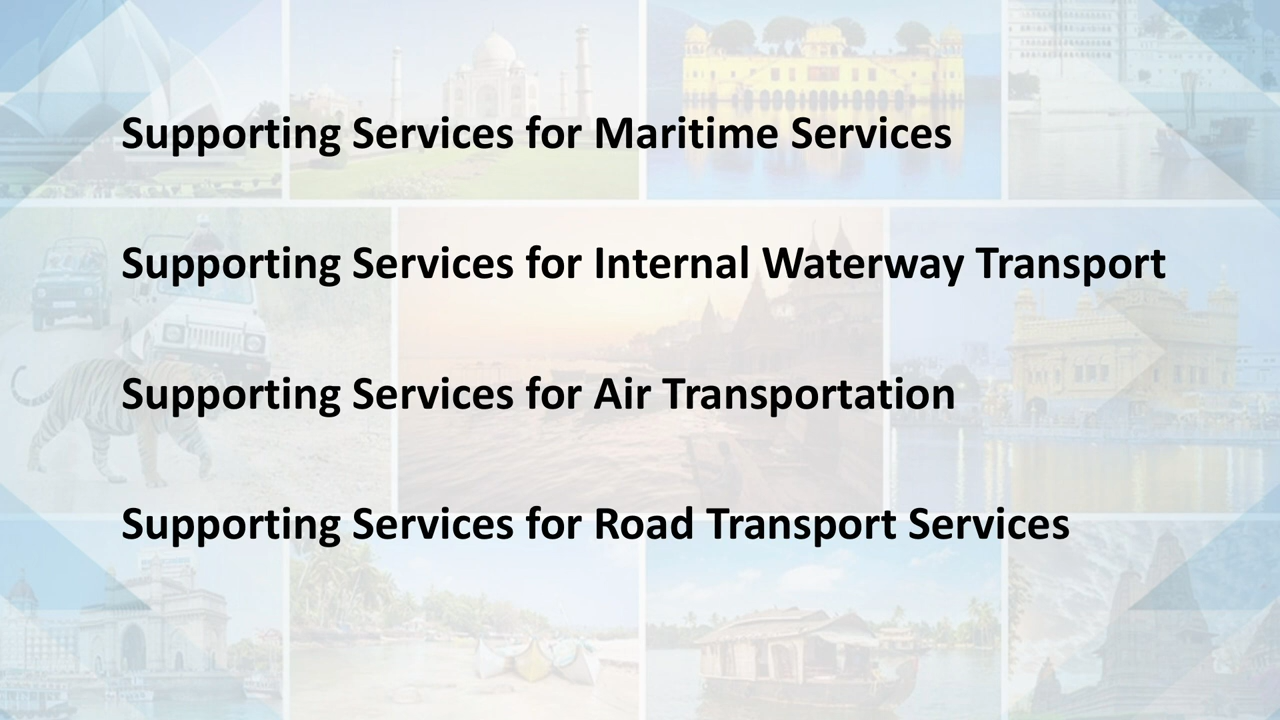 Supporting Services for Maritime Services
Supporting Services for Internal Waterway Transport
Supporting Services for Air Transportation
Supporting Services for Road Transport Services